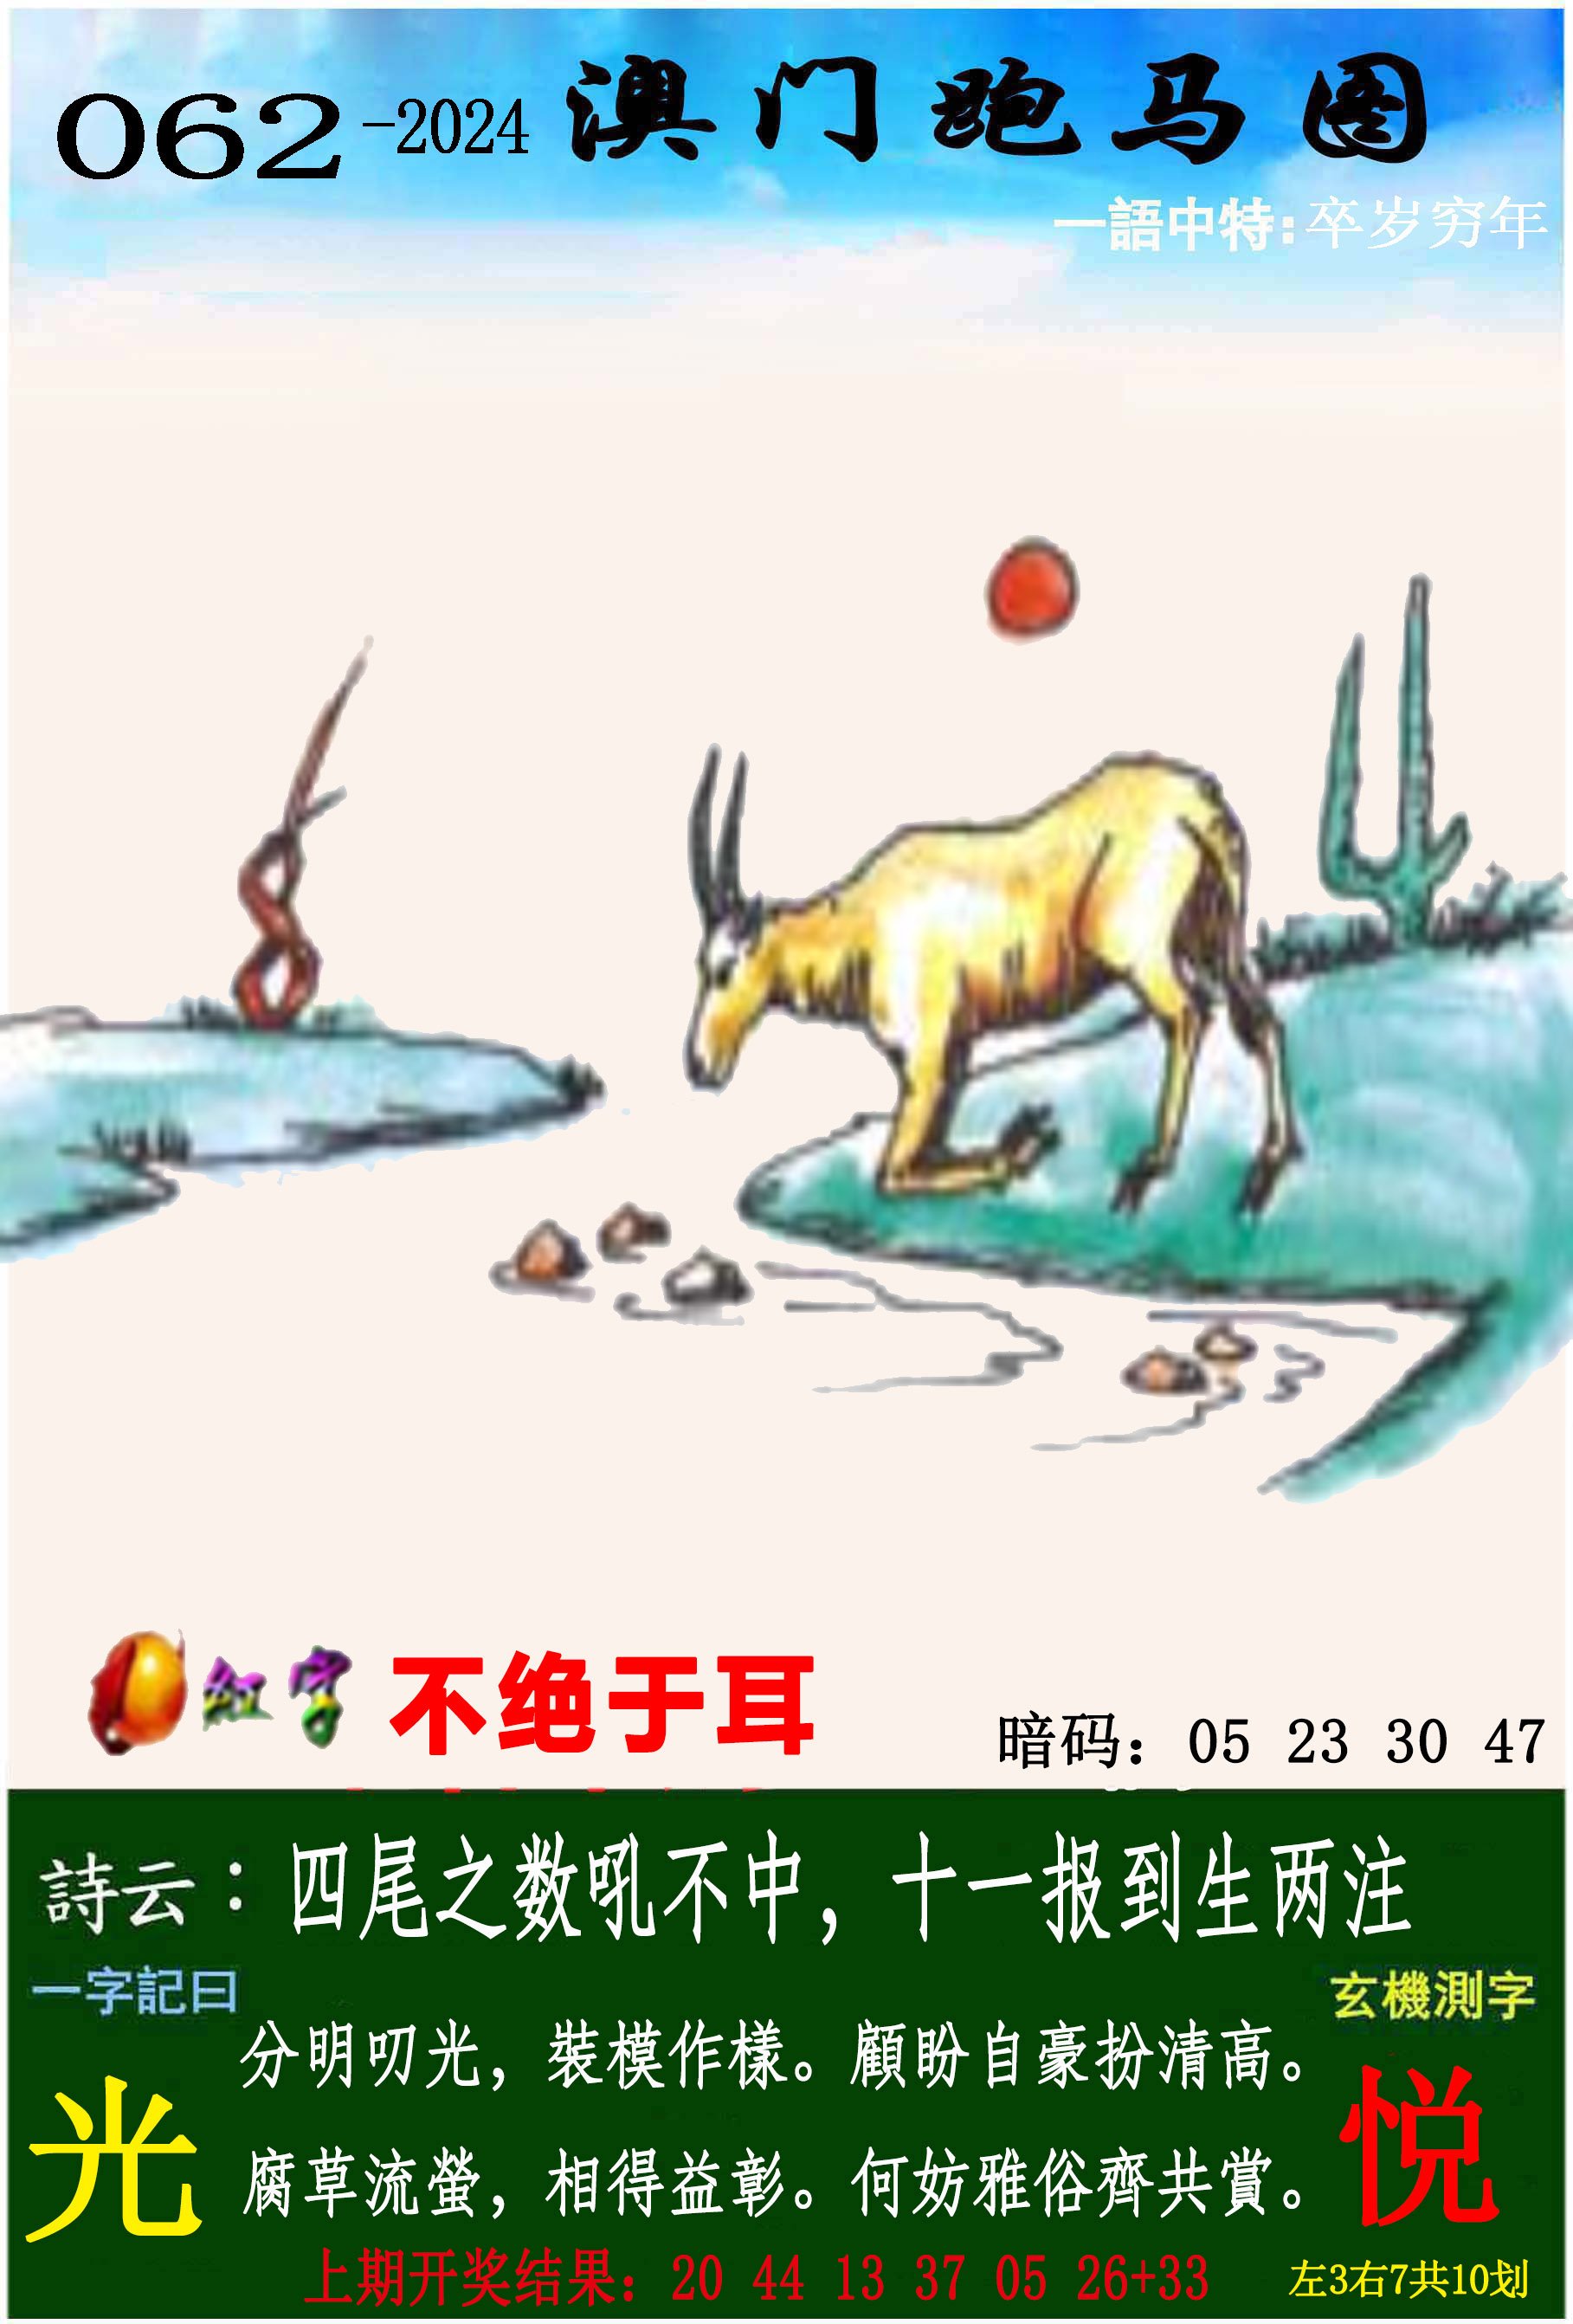 062-2024 澳门跑马图
一語中特:卒岁穷年
红字 不绝于耳
暗码：05 23 30 47
詩云：四尾之数吼不中，十一报到生两注
一字記曰
玄機測字
分明叨光，裝模作樣。顧盼自豪扮清高。
光
悦
腐草流螢，相得益彰。何妨雅俗齊共賞。
上期开奖结果：20 44 13 37 05 26+33
左3右7共10划